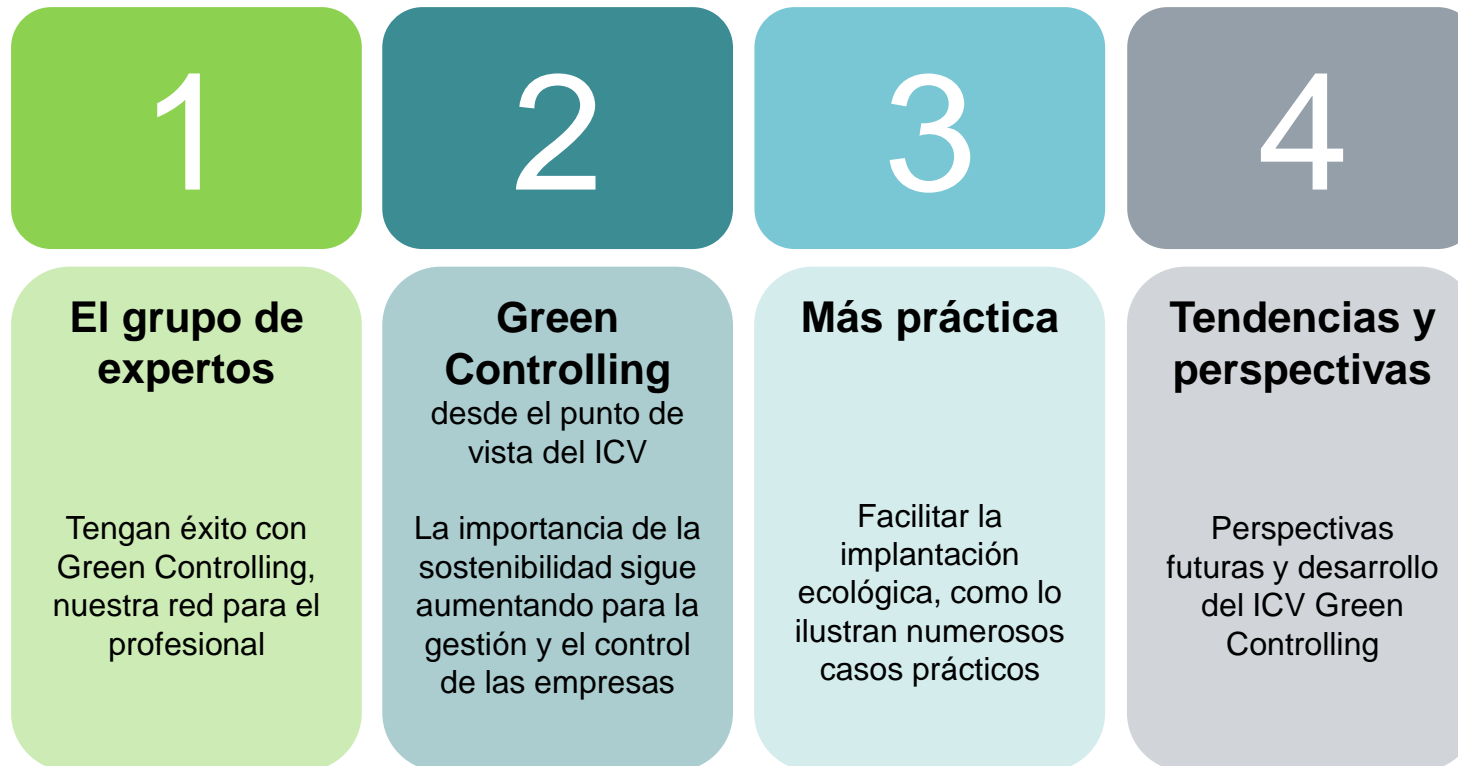 1
2
3
4
El grupo de
expertos
Tengan éxito con
Green Controlling,
nuestra red para el
profesional
Green
Controlling
desde el punto de
vista del ICV
La importancia de la
sostenibilidad sigue
aumentando para la
gestión y el control
de las empresas
Más práctica
Facilitar la
implantación
ecológica, como lo
ilustran numerosos
casos prácticos
Tendencias y
perspectivas
Perspectivas
futuras y desarrollo
del ICV Green
Controlling